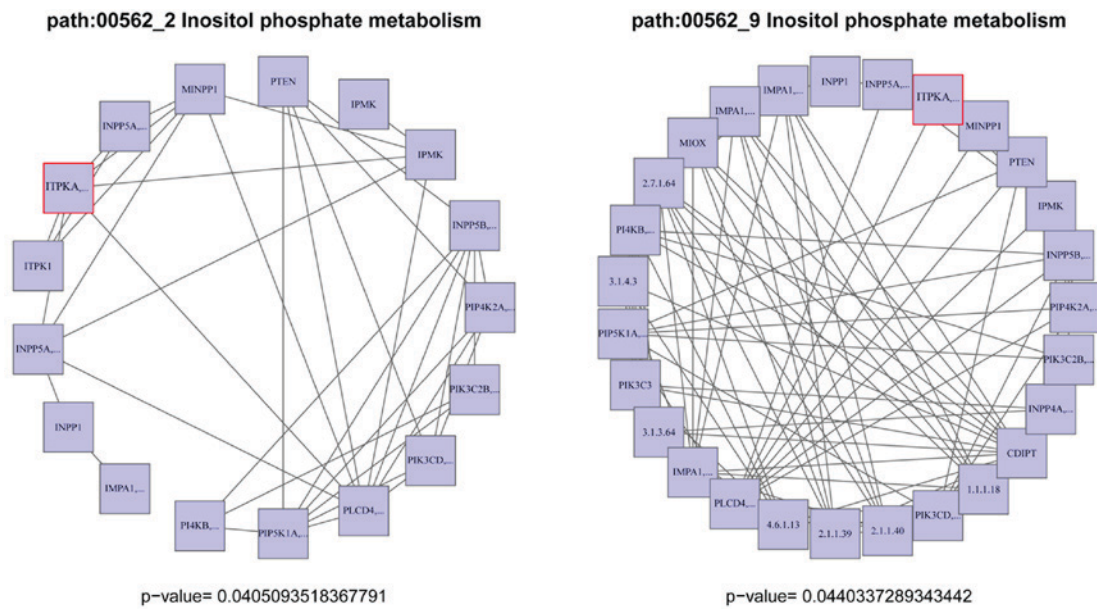 path:00562_2 Inositol phosphate metabolism
PTEN
MINPP1
IPMK
INPP5A,...
IPMK
ITPKA,...
INPP5B,...
ITPK1
PIP4K2A,...
INPP5A,...
PIK3C2B,...
INPP1
PIK3CD,...
IMPA1,...
PLCD4,...
PI4KB,...
PIP5K1A,...
p-value= 0.0405093518367791
path:00562_9 Inositol phosphate metabolism
INPP1
IMPA1,...
INPP5A,...
ITPKA,...
IMPA1,...
MINPP1
MIOX
PTEN
2.7.1.64
IPMK
PI4KB,...
INPP5B,...
3.1.4.3
PIP4K2A,...
PIP5K1A,...
PIK3C2B,...
PIK3C3
INPP4A,...
3.1.3.64
CDIPT
IMPA1,...
1.1.1.18
PLCD4,...
PIK3CD,...
4.6.1.13
2.1.1.39
2.1.1.40
p-value= 0.0440337289343442